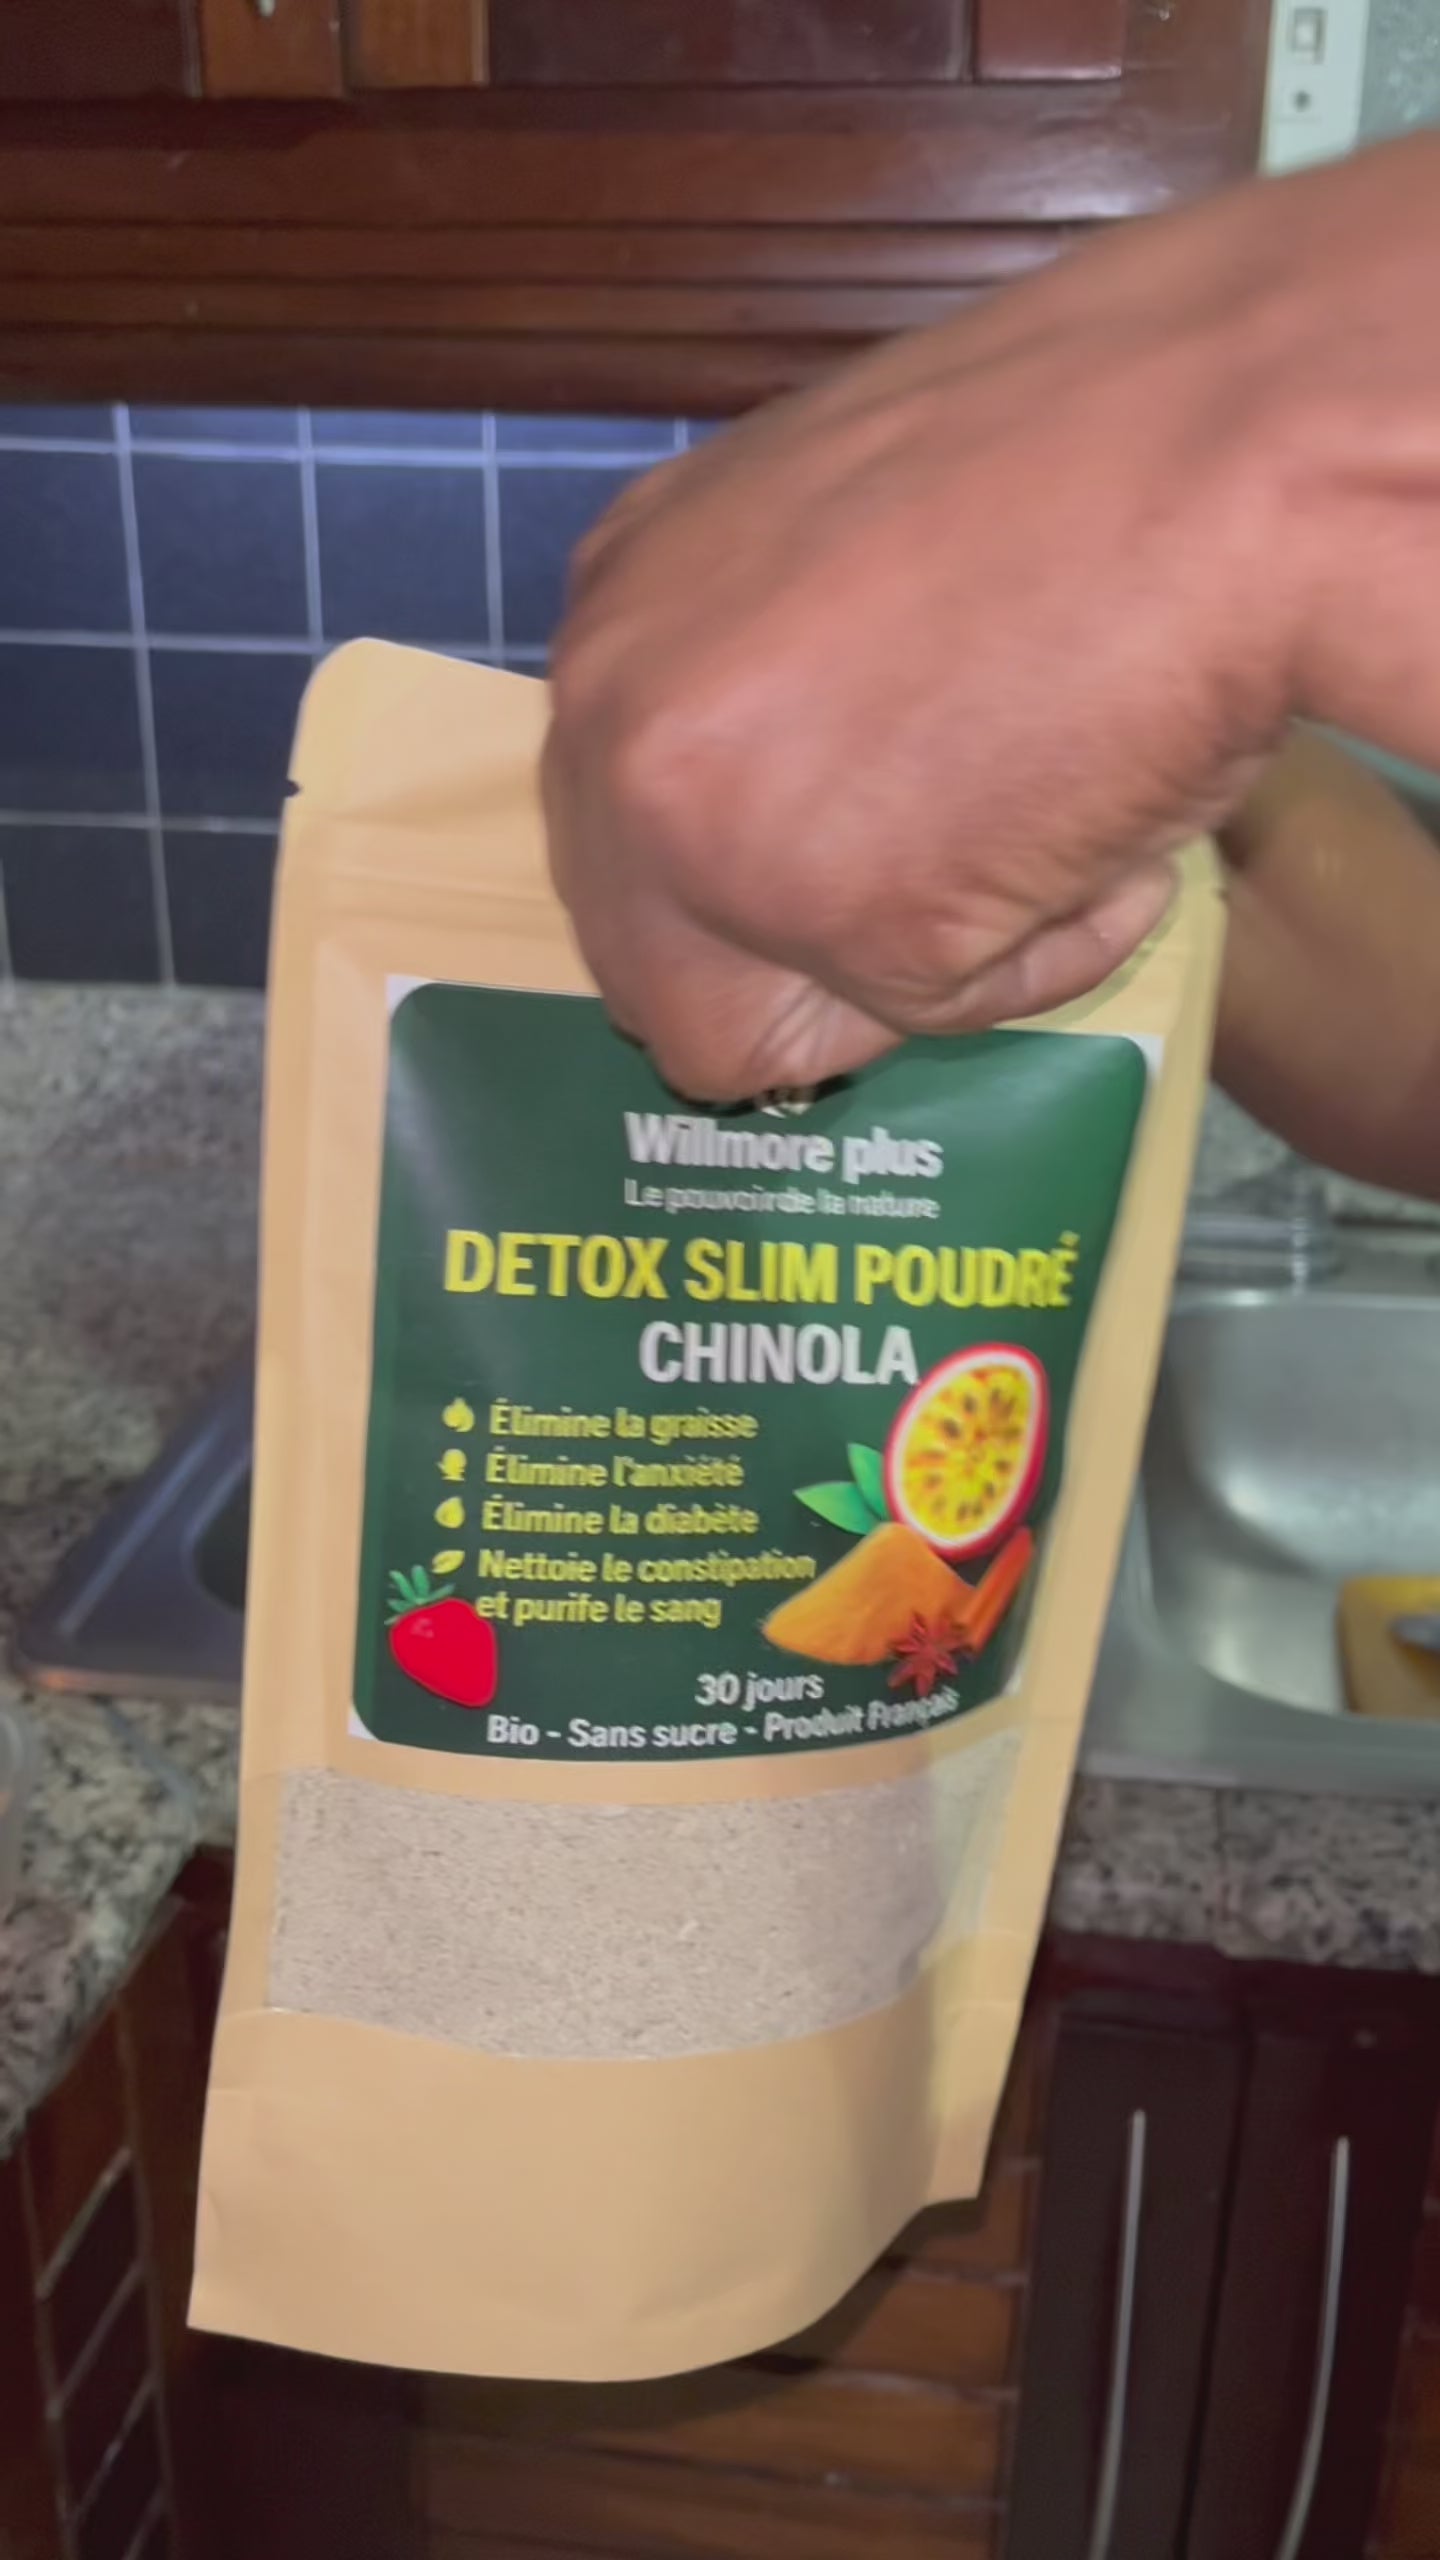 Willmore plus
Le pouvoir de la nature
DETOX SLIM POUDRÉ
CHINOLA
Élimine la graisse
Élimine l'anxiété
Élimine la diabète
Nettoie le constipation
et purife le sang
30 jours
Bio - Sans sucre - Produit Français